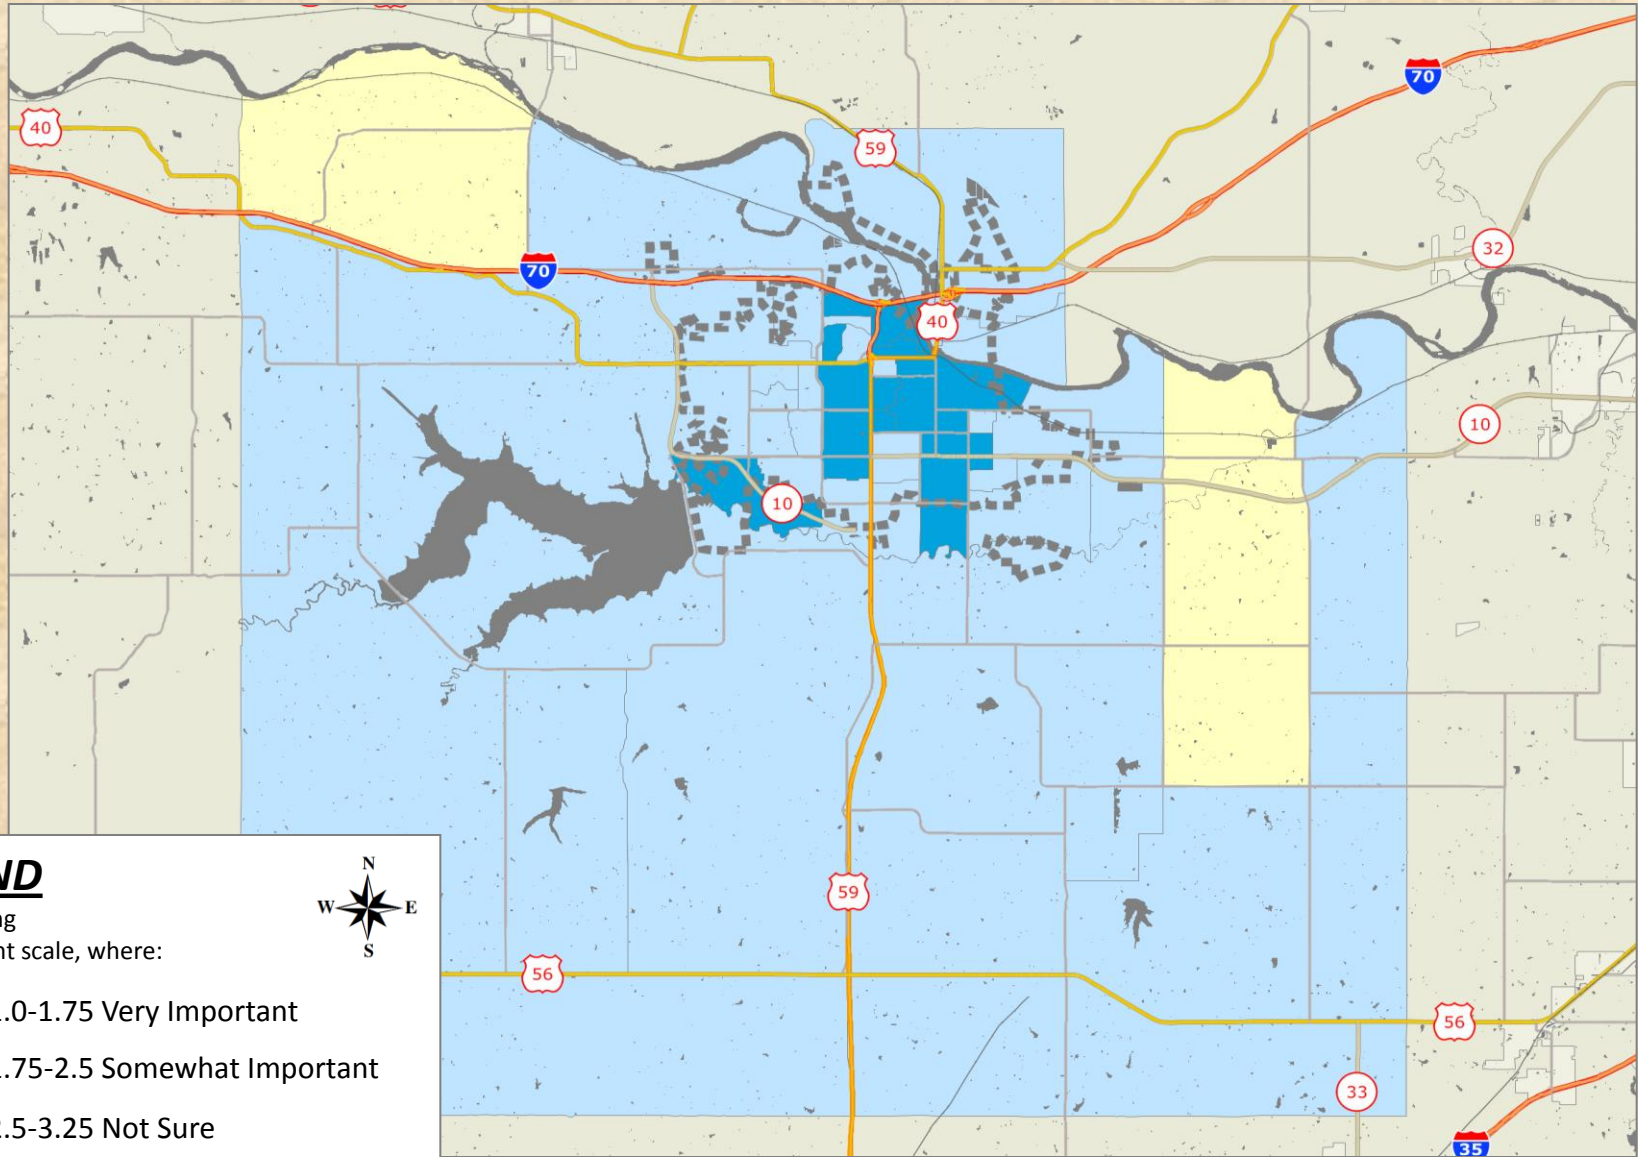 70
40
59
32
70
40
10
10
59
56
56
33
35
ND
N
W E
S
g
nt scale, where:
.0-1.75 Very Important
.75-2.5 Somewhat Important
.5-3.25 Not Sure